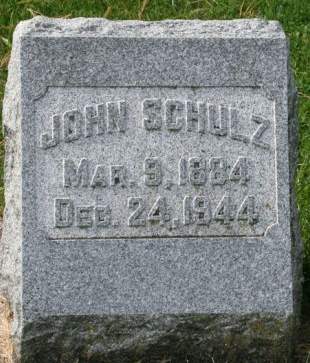 JOHN SCHULZ
MAR. 9, 1884
DEC. 24, 1944